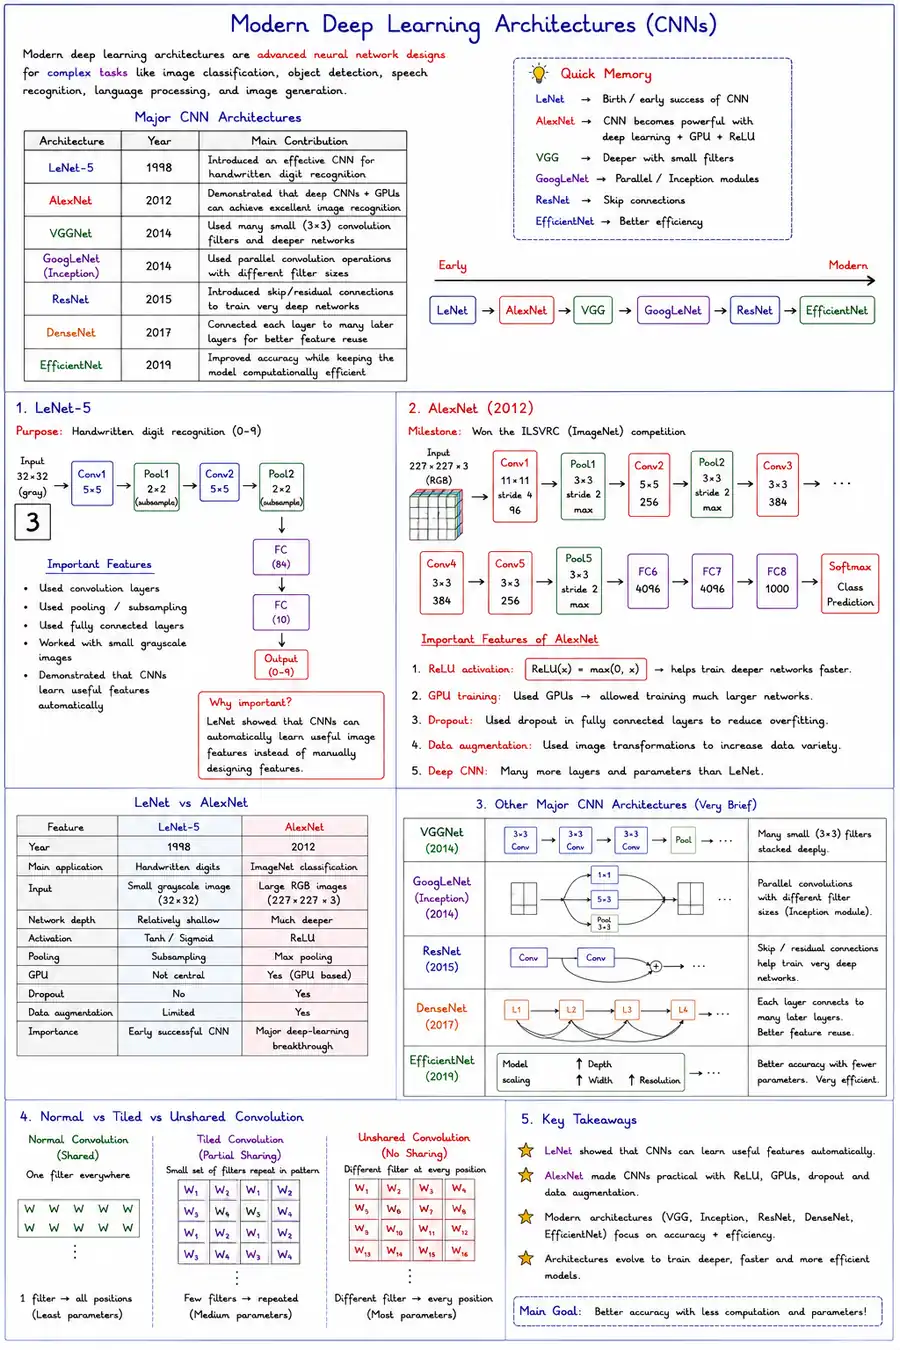 Modern Deep Learning Architectures (CNNs)
Modern deep learning architectures are advanced neural network designs
for complex tasks like image classification, object detection, speech
recognition, language processing, and image generation.
Major CNN Architectures
Architecture Year Main Contribution
LeNet-5 1998 Introduced an effective CNN for
handwritten digit recognition
AlexNet 2012 Demonstrated that deep CNNs + GPUs
can achieve excellent image recognition
VGGNet 2014 Used many small (3×3) convolution
filters and deeper networks
GoogLeNet
(Inception) 2014 Used parallel convolution operations
with different filter sizes
ResNet 2015 Introduced skip/residual connections
to train very deep networks
DenseNet 2017 Connected each layer to many later
layers for better feature reuse
EfficientNet 2019 Improved accuracy while keeping the
model computationally efficient
Quick Memory
LeNet → Birth / early success of CNN
AlexNet → CNN becomes powerful with
deep learning + GPU + ReLU
VGG → Deeper with small filters
GoogLeNet → Parallel / Inception modules
ResNet → Skip connections
EfficientNet → Better efficiency
Early Modern
LeNet → AlexNet → VGG → GoogLeNet → ResNet → EfficientNet
1. LeNet-5
Purpose: Handwritten digit recognition (0-9)
Input
32×32
(gray)
3
Conv1
5×5
Pool1
2×2
(subsample)
Conv2
5×5
Pool2
2×2
(subsample)
FC
(84)
FC
(10)
Output
(0-9)
Important Features
• Used convolution layers
• Used pooling / subsampling
• Used fully connected layers
• Worked with small grayscale
images
• Demonstrated that CNNs
learn useful features
automatically
Why important?
LeNet showed that CNNs can
automatically learn useful image
features instead of manually
designing features.
2. AlexNet (2012)
Milestone: Won the ILSVRC (ImageNet) competition
Input
227×227×3
(RGB)
Conv1
11×11
stride 4
96
Pool1
3×3
stride 2
max
Conv2
5×5
256
Pool2
3×3
stride 2
max
Conv3
3×3
384
...
Conv4
3×3
384
Conv5
3×3
256
Pool5
3×3
stride 2
max
FC6
4096
FC7
4096
FC8
1000
Softmax
Class
Prediction
Important Features of AlexNet
1. ReLU activation: ReLU(x) = max(0, x) → helps train deeper networks faster.
2. GPU training: Used GPUs → allowed training much larger networks.
3. Dropout: Used dropout in fully connected layers to reduce overfitting.
4. Data augmentation: Used image transformations to increase data variety.
5. Deep CNN: Many more layers and parameters than LeNet.
LeNet vs AlexNet
Feature LeNet-5 AlexNet
Year 1998 2012
Main application Handwritten digits ImageNet classification
Input Small grayscale image Large RGB images
(32×32) (227×227×3)
Network depth Relatively shallow Much deeper
Activation Tanh / Sigmoid ReLU
Pooling Subsampling Max pooling
GPU Not central Yes (GPU based)
Dropout No Yes
Data augmentation Limited Yes
Importance Early successful CNN Major deep-learning
breakthrough
3. Other Major CNN Architectures (Very Brief)
VGGNet
(2014)
3×3
Conv
3×3
Conv
3×3
Conv
Pool
...
Many small (3×3) filters
stacked deeply.
GoogLeNet
(Inception)
(2014)
1×1
5×3
Pool
3×3
...
Parallel convolutions
with different filter
sizes (Inception module).
ResNet
(2015)
Conv
Conv
+
...
Skip / residual connections
help train very deep
networks.
DenseNet
(2017)
L1
L2
L3
L4
...
Each layer connects to
many later layers.
Better feature reuse.
EfficientNet
(2019)
Model ↑ Depth
scaling ↑ Width ↑ Resolution
...
Better accuracy with fewer
parameters. Very efficient.
4. Normal vs Tiled vs Unshared Convolution
Normal Convolution
(Shared)
One filter everywhere
W W W W W
W W W W W
⋮
1 filter → all positions
(Least parameters)
Tiled Convolution
(Partial Sharing)
Small set of filters repeat in pattern
W1 W2 W1 W2
W3 W4 W3 W4
W1 W2 W1 W2
W3 W4 W3 W4
⋮
Few filters → repeated
(Medium parameters)
Unshared Convolution
(No Sharing)
Different filter at every position
W1 W2 W3 W4
W5 W6 W7 W8
W9 W10 W11 W12
W13 W14 W15 W16
⋮
Different filter → every position
(Most parameters)
5. Key Takeaways
LeNet showed that CNNs can learn useful features automatically.
AlexNet made CNNs practical with ReLU, GPUs, dropout and
data augmentation.
Modern architectures (VGG, Inception, ResNet, DenseNet,
EfficientNet) focus on accuracy + efficiency.
Architectures evolve to train deeper, faster and more efficient
models.
Main Goal: Better accuracy with less computation and parameters!